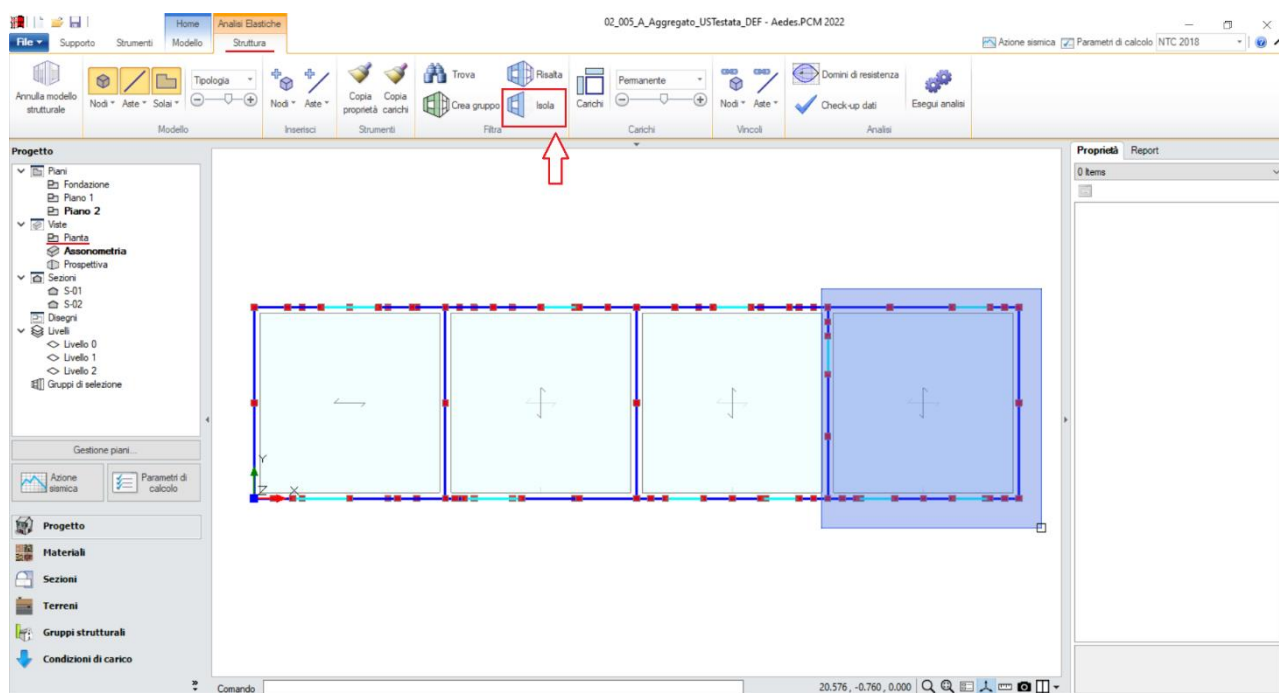 02_005_A_Aggregato_USTestata_DEF - Aedes.PCM 2022
Home
Analisi Elastiche
File
Supporto
Strumenti
Modello
Struttura
Azione sismica
Parametri di calcolo
NTC 2018
Annulla modello
strutturale
Nodi
Aste
Solai
Tipologia
Modello
Nodi
Aste
Inserisci
Copia
proprietà
Copia
carichi
Strumenti
Trova
Risalta
Crea gruppo
Isola
Filtra
Carichi
Permanente
Carichi
Nodi
Aste
Vincoli
Domini di resistenza
Check-up dati
Esegui analisi
Analisi
Progetto
Piani
Fondazione
Piano 1
Piano 2
Viste
Pianta
Assonometria
Prospettiva
Sezioni
S-01
S-02
Disegni
Livelli
Livello 0
Livello 1
Livello 2
Gruppi di selezione
Gestione piani...
Azione
sismica
Parametri di
calcolo
Progetto
Materiali
Sezioni
Terreni
Gruppi strutturali
Condizioni di carico
Y
Z
X
Proprietà
Report
0 Items
Comando
20.576, -0.760, 0.000